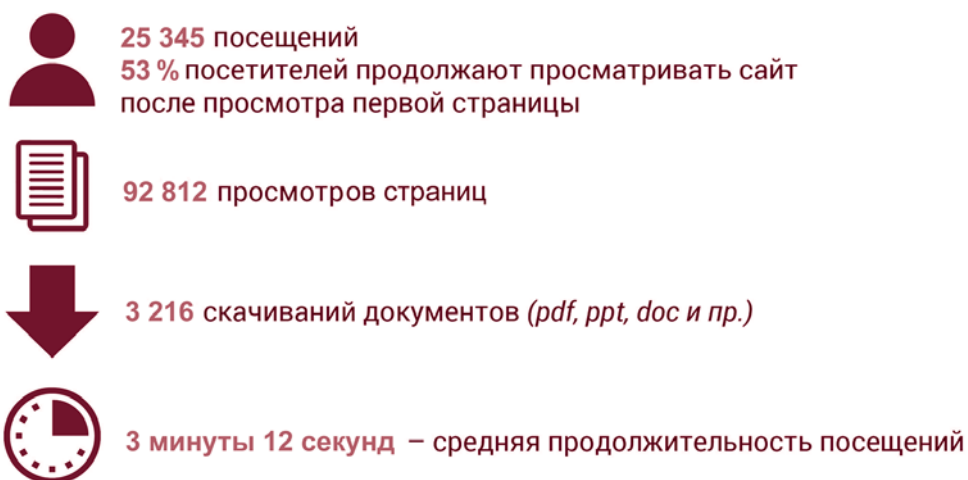 25 345 посещений
53 % посетителей продолжают просматривать сайт
после просмотра первой страницы
92 812 просмотров страниц
3 216 скачиваний документов (pdf, ppt, doc и пр.)
3 минуты 12 секунд – средняя продолжительность посещений